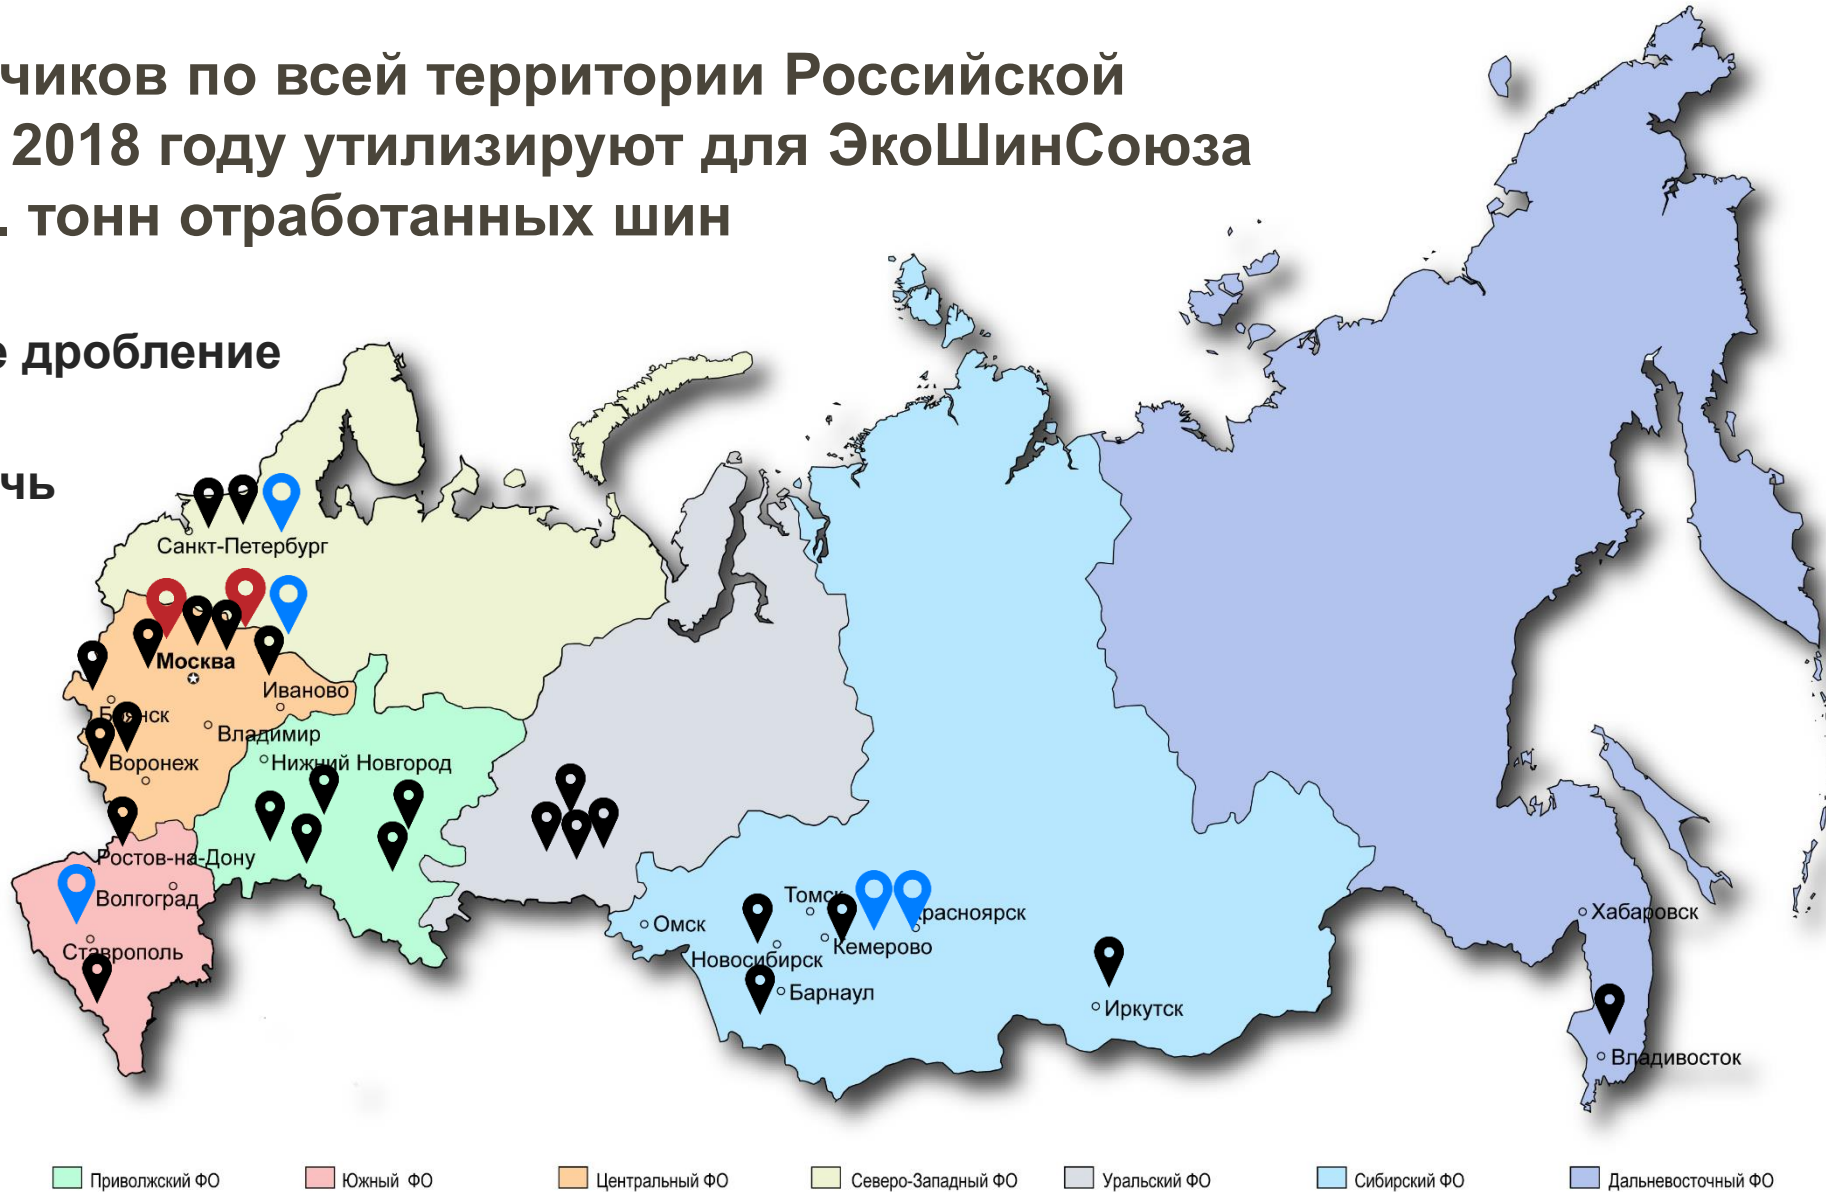 чиков по всей территории Российской
2018 году утилизируют для ЭкоШинСоюза
. тонн отработанных шин
е дробление
чь
Санкт-Петербург
Москва
Иваново
Брянск
Владимир
Воронеж
Нижний Новгород
Ростов-на-Дону
Волгоград
Ставрополь
Томск
Омск
Красноярск
Кемерово
Новосибирск
Барнаул
Иркутск
Хабаровск
Владивосток
Приволжский ФО
Южный ФО
Центральный ФО
Северо-Западный ФО
Уральский ФО
Сибирский ФО
Дальневосточный ФО